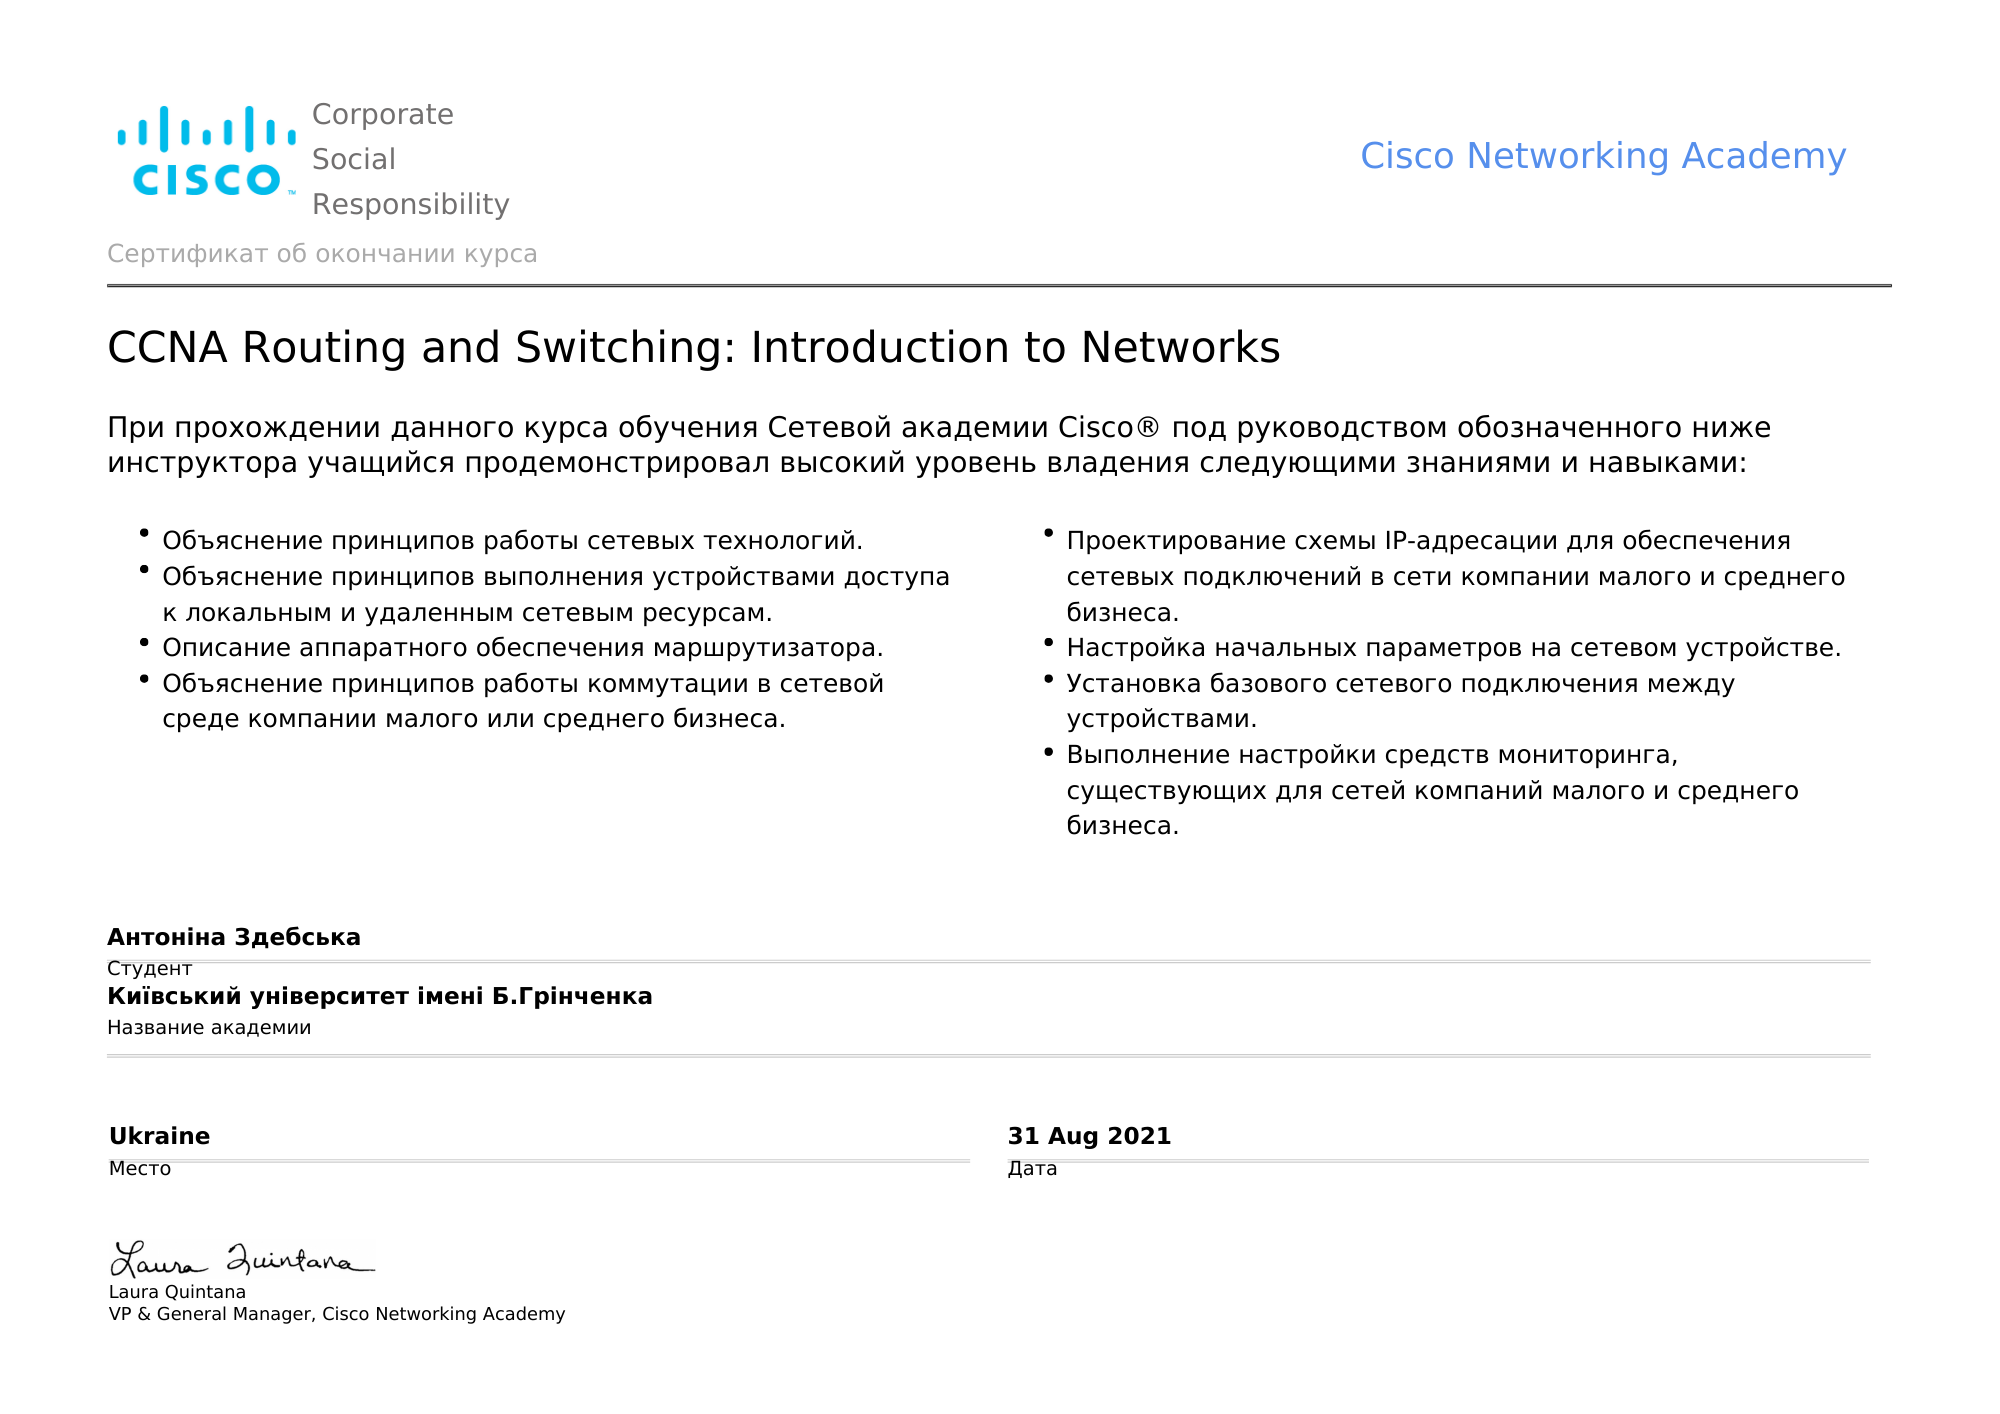 CISCO™
Corporate
Social
Responsibility
Cisco Networking Academy
Сертификат об окончании курса
CCNA Routing and Switching: Introduction to Networks
При прохождении данного курса обучения Сетевой академии Cisco® под руководством обозначенного ниже
инструктора учащийся продемонстрировал высокий уровень владения следующими знаниями и навыками:
• Объяснение принципов работы сетевых технологий.
• Объяснение принципов выполнения устройствами доступа
к локальным и удаленным сетевым ресурсам.
• Описание аппаратного обеспечения маршрутизатора.
• Объяснение принципов работы коммутации в сетевой
среде компании малого или среднего бизнеса.
• Проектирование схемы IP-адресации для обеспечения
сетевых подключений в сети компании малого и среднего
бизнеса.
• Настройка начальных параметров на сетевом устройстве.
• Установка базового сетевого подключения между
устройствами.
• Выполнение настройки средств мониторинга,
существующих для сетей компаний малого и среднего
бизнеса.
Антоніна Здебська
Студент
Київський університет імені Б.Грінченка
Название академии
Ukraine
Место
31 Aug 2021
Дата
Laura Quintana
Laura Quintana
VP & General Manager, Cisco Networking Academy